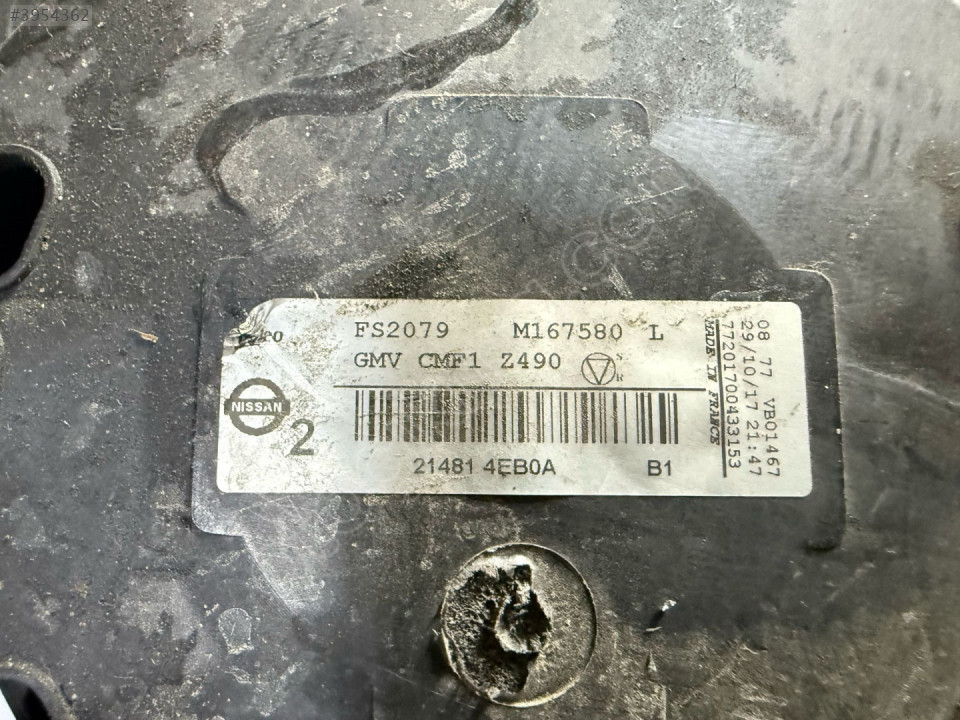 #3954362
FS2079 M167580 L
GMV CMF1 Z490
NISSAN
2
21481 4EB0A B1
MADE IN FRANCE
77201700433153
29/10/17 21:47
08 77 VB01467